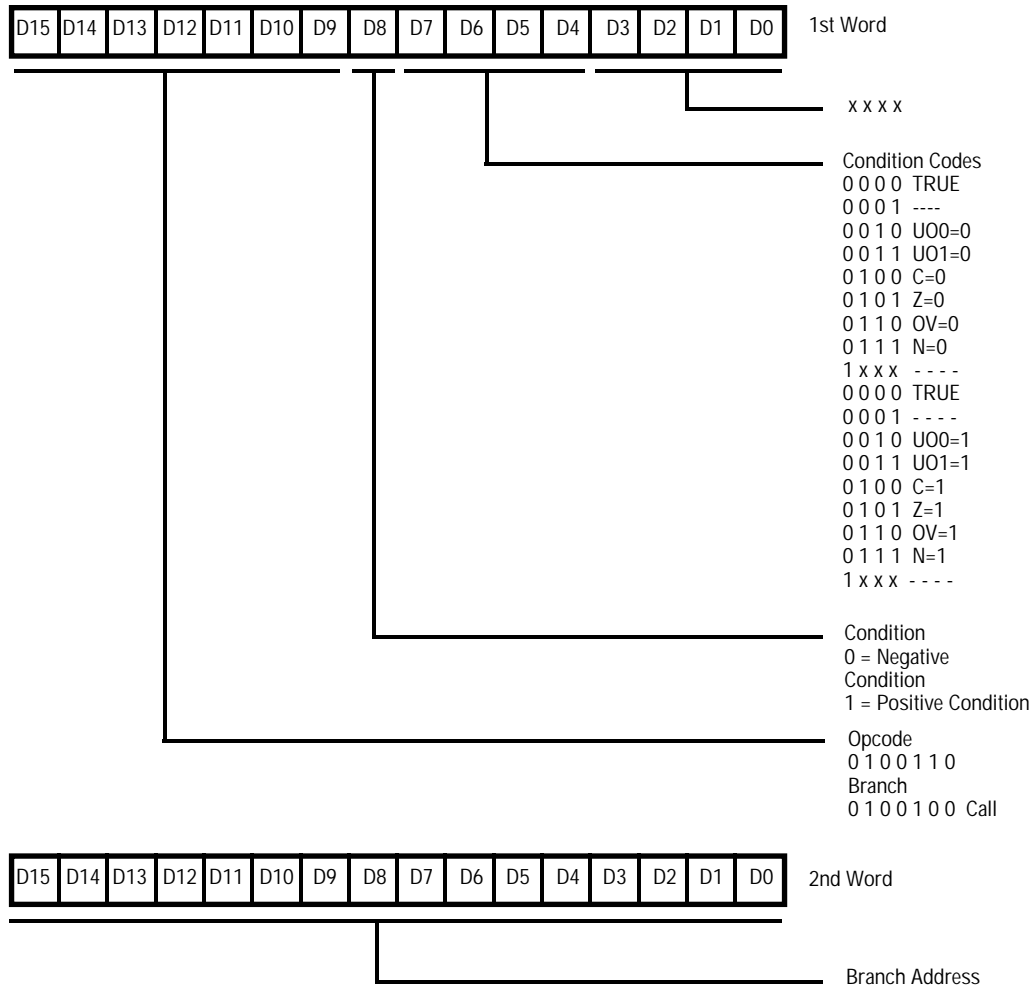 D15 D14 D13 D12 D11 D10 D9 D8 D7 D6 D5 D4 D3 D2 D1 D0 1st Word
x x x x
Condition Codes
0 0 0 0 TRUE
0 0 0 1 ----
0 0 1 0 UO0=0
0 0 1 1 UO1=0
0 1 0 0 C=0
0 1 0 1 Z=0
0 1 1 0 OV=0
0 1 1 1 N=0
1 x x x - - - -
0 0 0 0 TRUE
0 0 0 1 - - - -
0 0 1 0 UO0=1
0 0 1 1 UO1=1
0 1 0 0 C=1
0 1 0 1 Z=1
0 1 1 0 OV=1
0 1 1 1 N=1
1 x x x - - - -
Condition
0 = Negative
Condition
1 = Positive Condition
Opcode
0 1 0 0 1 1 0
Branch
0 1 0 0 1 0 0 Call
D15 D14 D13 D12 D11 D10 D9 D8 D7 D6 D5 D4 D3 D2 D1 D0 2nd Word
Branch Address